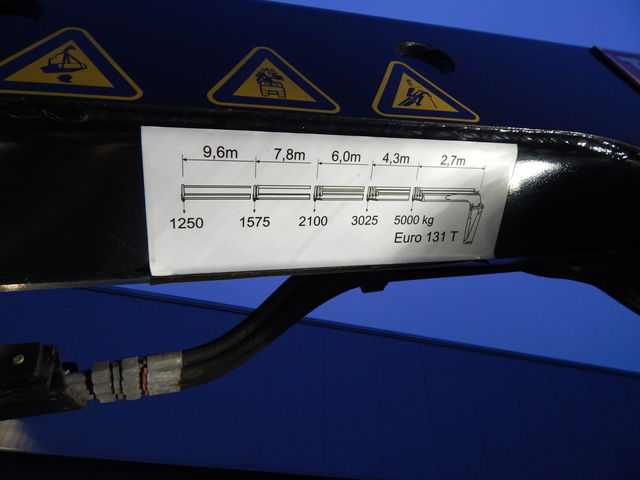 9,6m 7,8m 6,0m 4,3m 2,7m
1250 1575 2100 3025 5000 kg
Euro 131 T